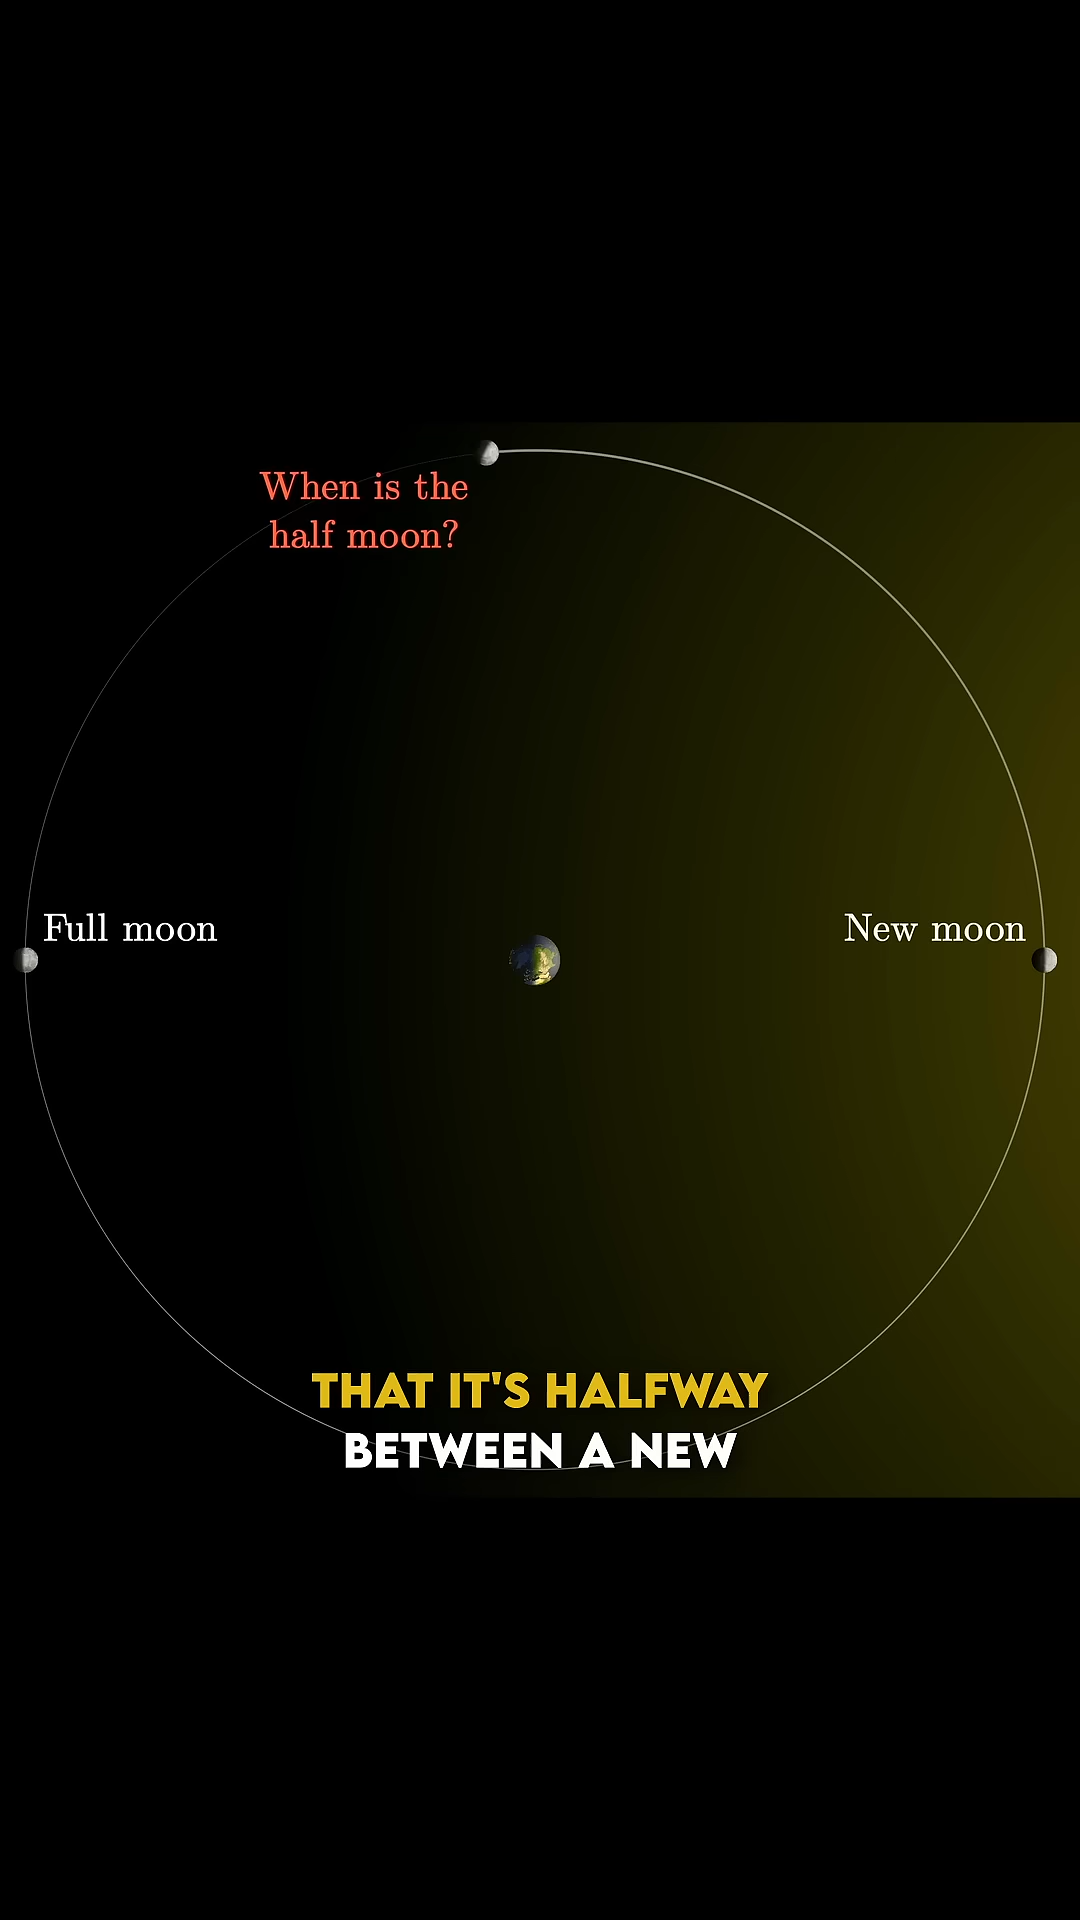 When is the
half moon?
Full moon
New moon
THAT IT'S HALFWAY
BETWEEN A NEW